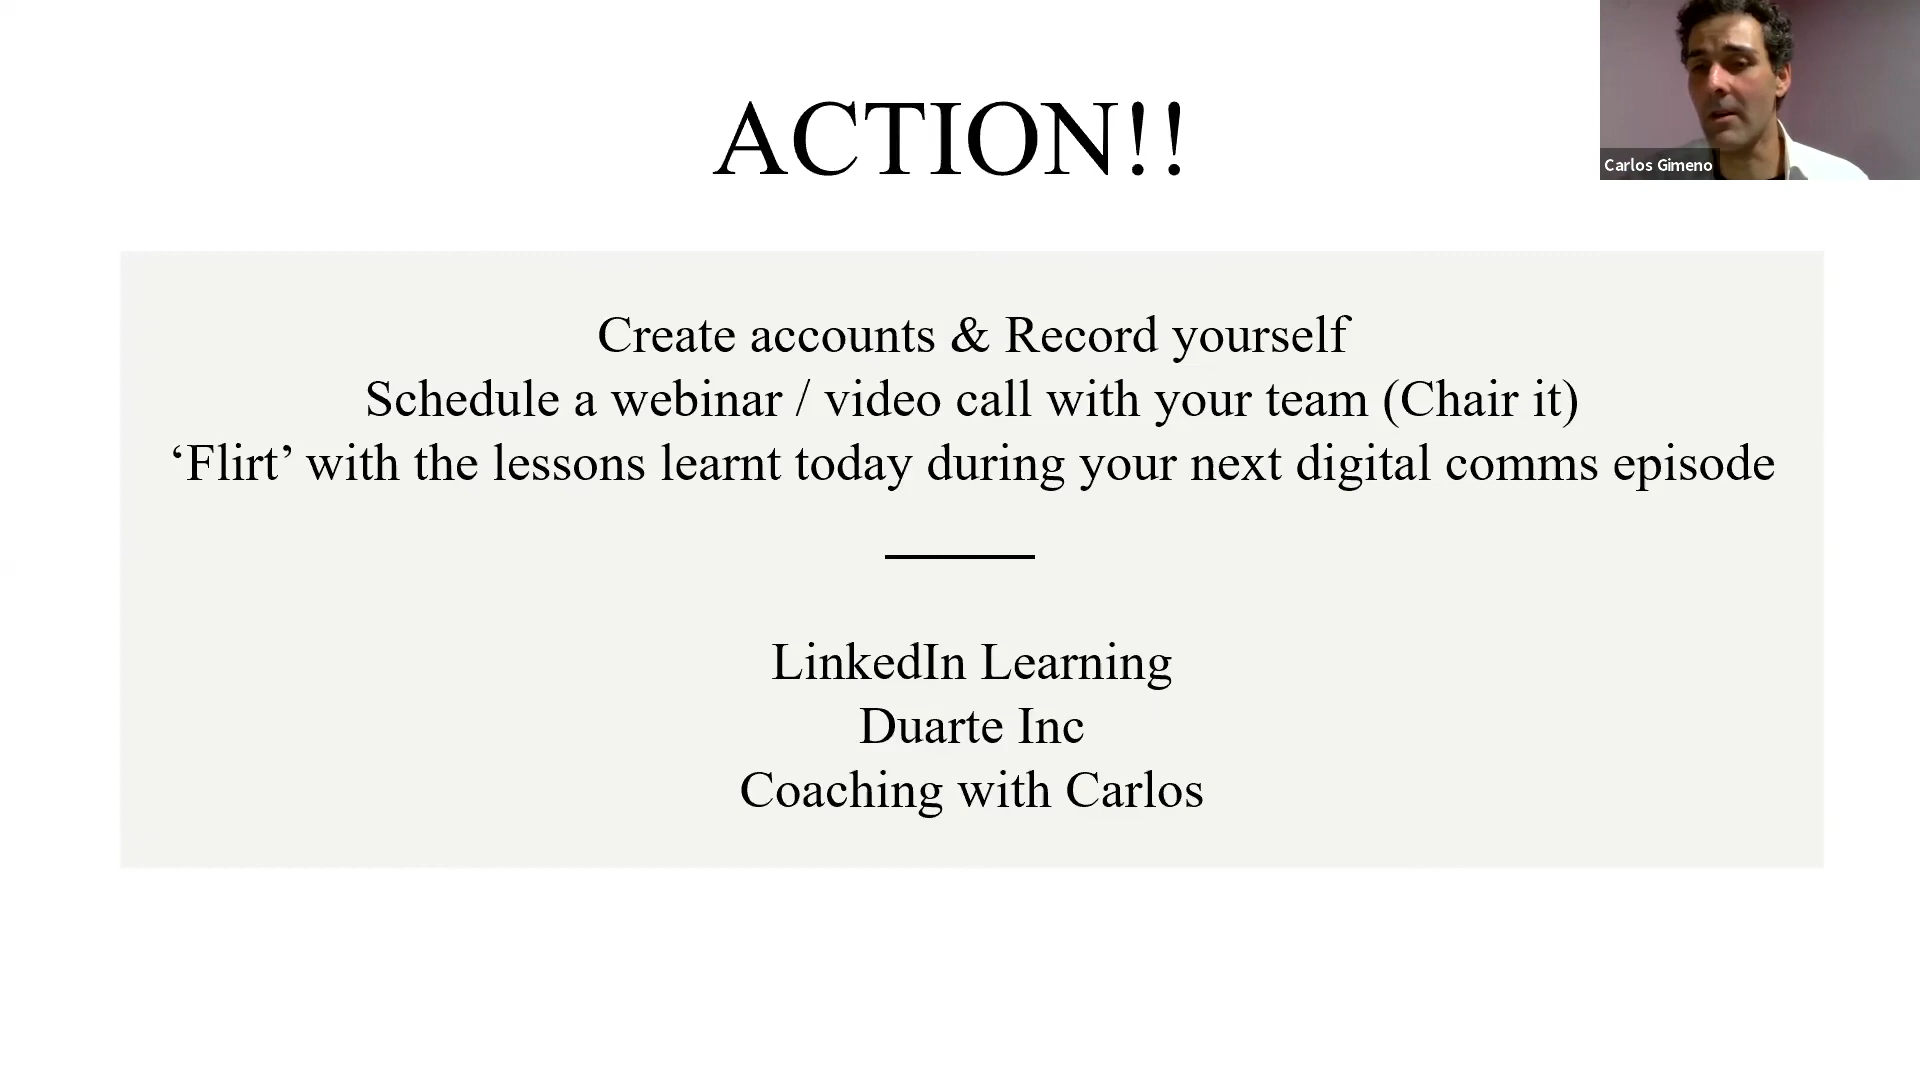 ACTION!!
Carlos Gimeno
Create accounts & Record yourself
Schedule a webinar / video call with your team (Chair it)
‘Flirt’ with the lessons learnt today during your next digital comms episode
LinkedIn Learning
Duarte Inc
Coaching with Carlos